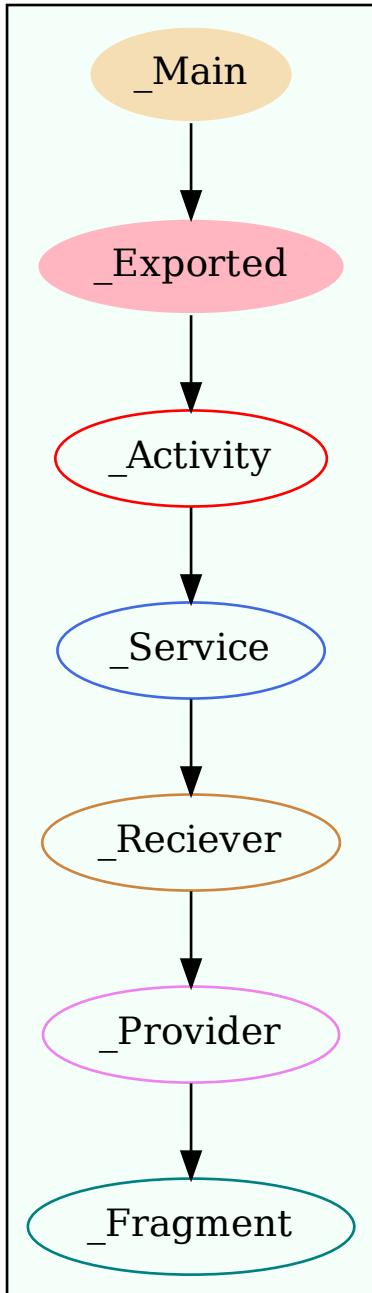 _Main
_Exported
_Activity
_Service
_Reciever
_Provider
_Fragment